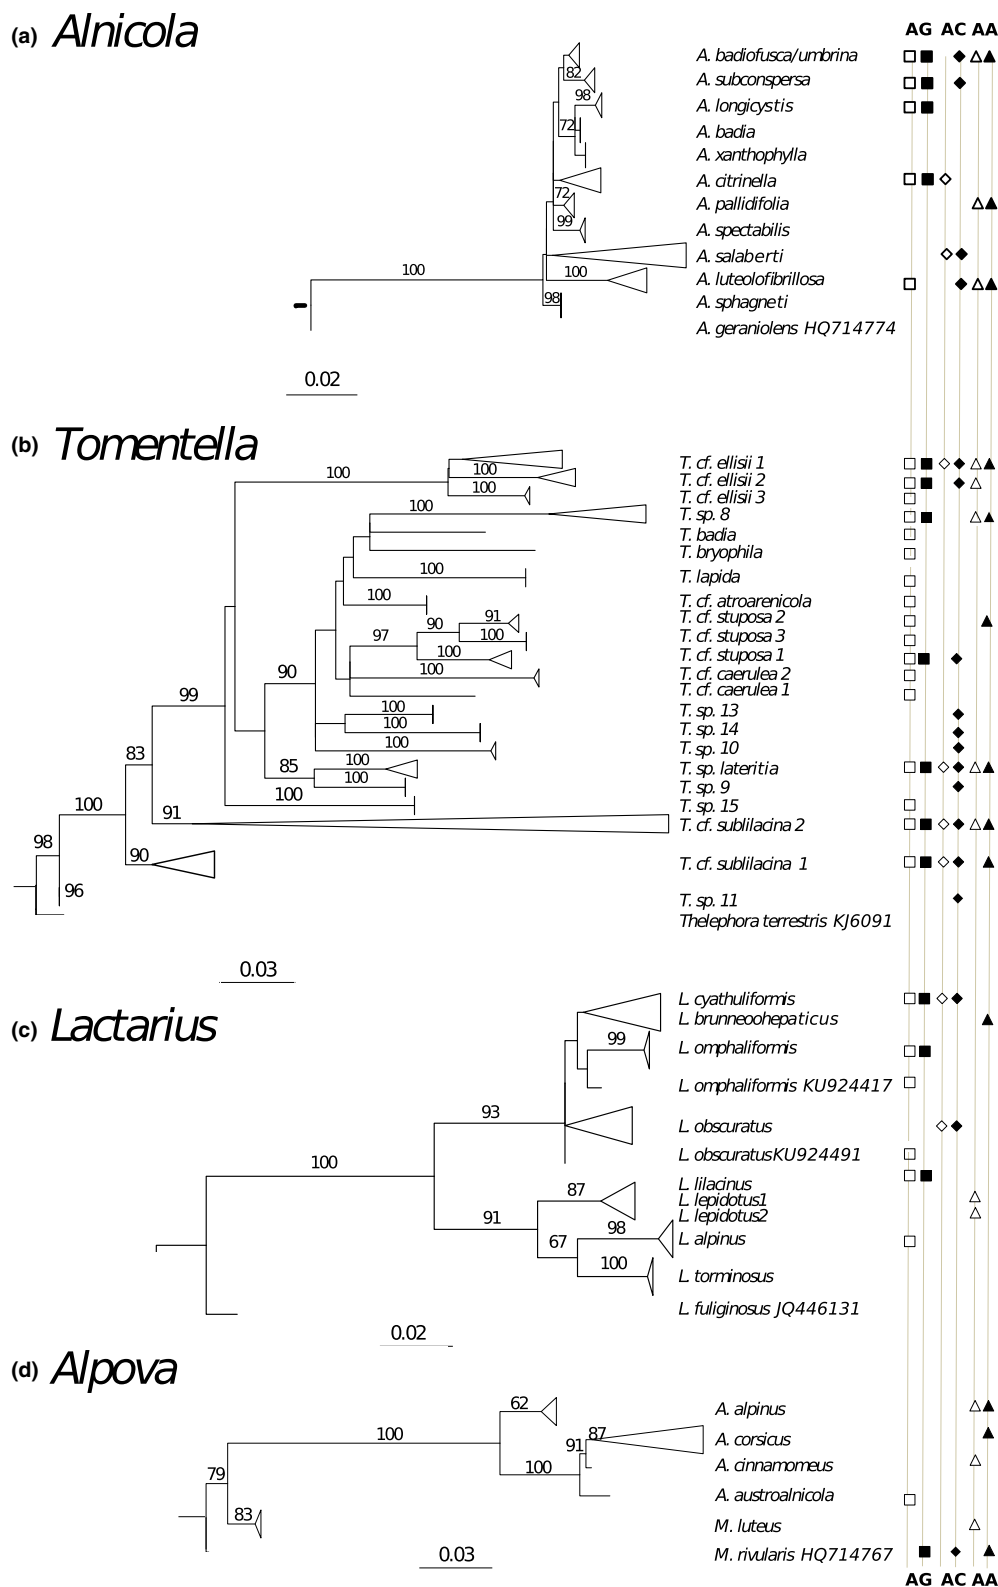 (a) Alnicola
AG AC AA
A. badiofusca/umbrina
82
A. subconspersa
98
A. longicystis
72
A. badia
A. xanthophylla
A. citrinella
72
A. pallidifolia
99
A. spectabilis
A. salaberti
100
100
A. luteolofibrillosa
98
A. sphagneti
A. geraniolens HQ714774
0.02
(b) Tomentella
T. cf. ellisii 1
100
100
T. cf. ellisii 2
100
T. cf. ellisii 3
100
T. sp. 8
T. badia
T. bryophila
100
T. lapida
100
T. cf. atroarenicola
91
T. cf. stuposa 2
90
100
T. cf. stuposa 3
97
100
T. cf. stuposa 1
90
100
T. cf. caerulea 2
99
T. cf. caerulea 1
100
T. sp. 13
100
T. sp. 14
100
T. sp. 10
83
85
100
T. sp. lateritia
100
T. sp. 9
100
100
T. sp. 15
91
T. cf. sublilacina 2
98
90
T. cf. sublilacina 1
96
T. sp. 11
Thelephora terrestris KJ6091
0.03
(c) Lactarius
L. cyathuliformis
L. brunneoohepaticus
99
L. omphaliformis
L. omphaliformis KU924417
93
L. obscuratus
L. obscuratusKU924491
100
L. lilacinus
87
L. lepidotus1
91
L. lepidotus2
67
98
L. alpinus
100
L. torminosus
L. fuliginosus JQ446131
0.02
(d) Alpova
62
A. alpinus
100
87
A. corsicus
91
100
A. cinnamomeus
79
A. austroalnicola
83
M. luteus
0.03
M. rivularis HQ714767
AG AC AA